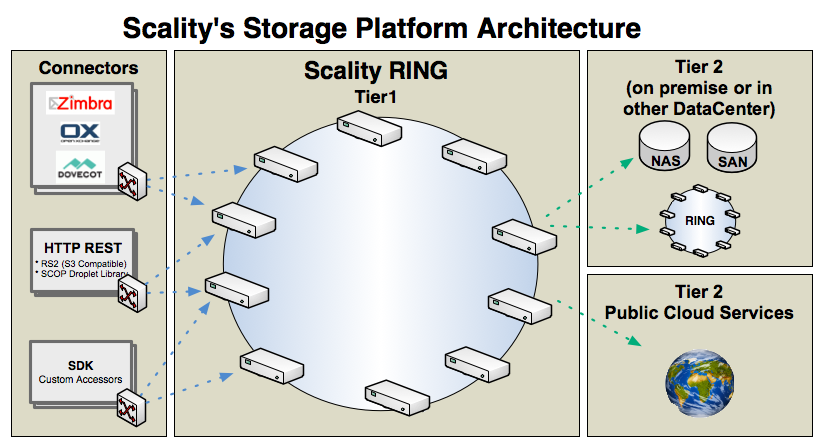 Scality's Storage Platform Architecture
Connectors
Zimbra
OX
OPEN XCHANGE
DOVECOT
HTTP REST
* RS2 (S3 Compatible)
* SCOP Droplet Library
SDK
Custom Accessors
Scality RING
Tier1
Tier 2
(on premise or in
other DataCenter)
NAS
SAN
RING
Tier 2
Public Cloud Services